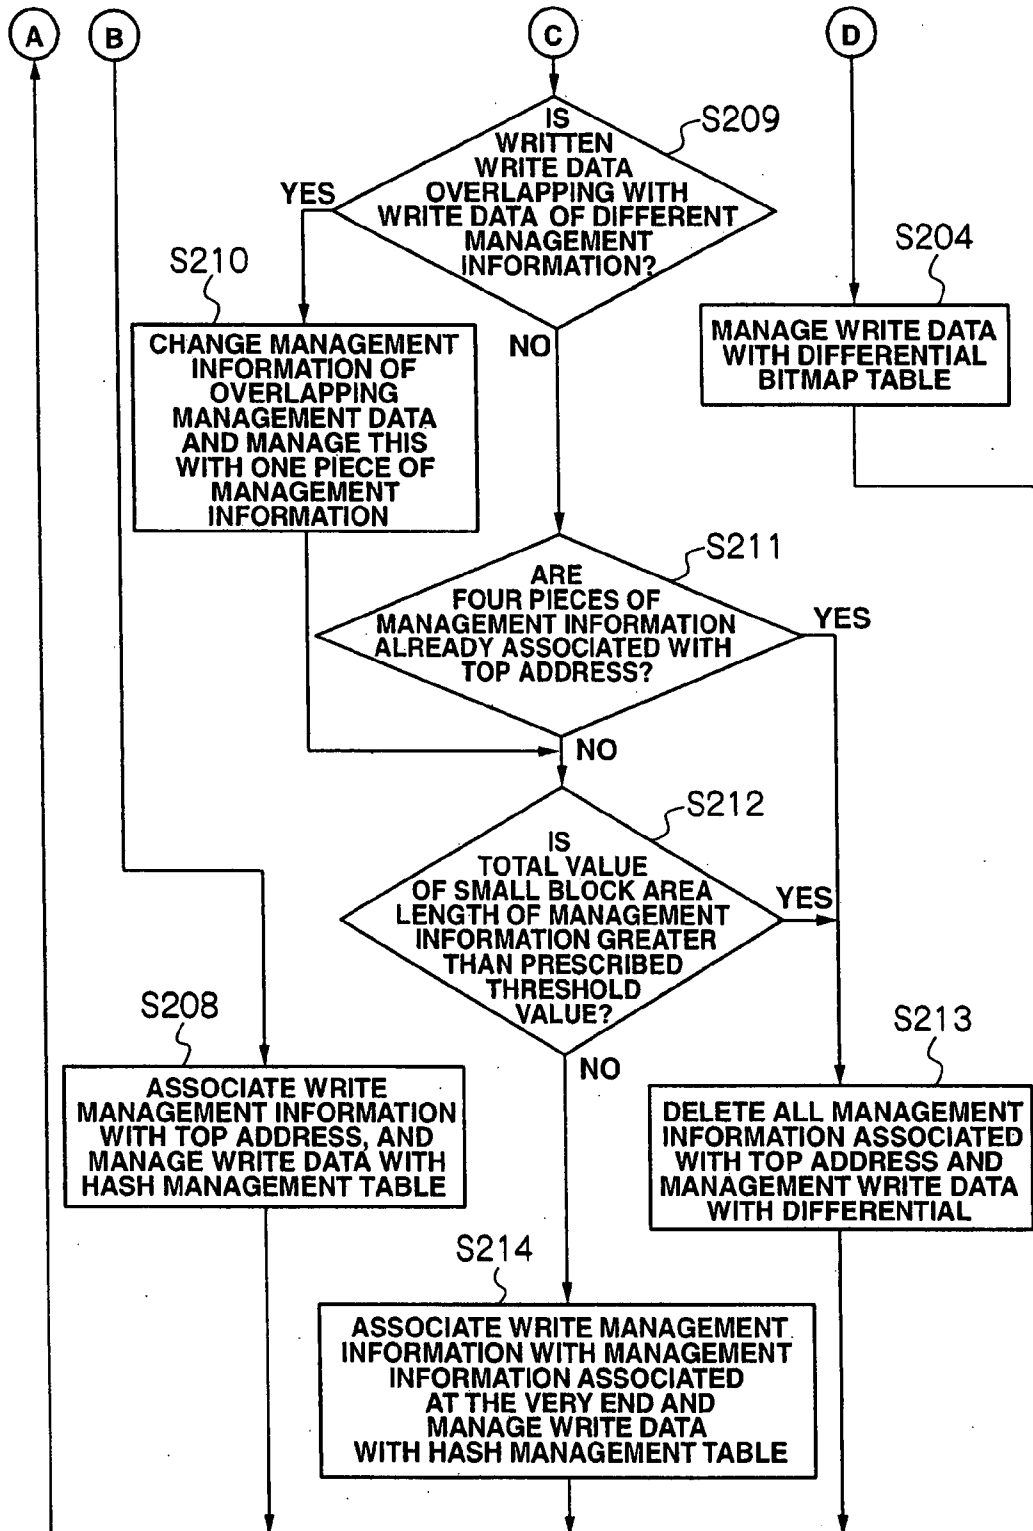 A
B
C
D
S209
IS
WRITTEN
WRITE DATA
OVERLAPPING WITH
WRITE DATA OF DIFFERENT
MANAGEMENT
INFORMATION?
YES
NO
S210
CHANGE MANAGEMENT
INFORMATION OF
OVERLAPPING
MANAGEMENT DATA
AND MANAGE THIS
WITH ONE PIECE OF
MANAGEMENT
INFORMATION
S204
MANAGE WRITE DATA
WITH DIFFERENTIAL
BITMAP TABLE
S211
ARE
FOUR PIECES OF
MANAGEMENT INFORMATION
ALREADY ASSOCIATED WITH
TOP ADDRESS?
YES
NO
S212
IS
TOTAL VALUE
OF SMALL BLOCK AREA
LENGTH OF MANAGEMENT
INFORMATION GREATER
THAN PRESCRIBED
THRESHOLD
VALUE?
YES
NO
S208
ASSOCIATE WRITE
MANAGEMENT INFORMATION
WITH TOP ADDRESS, AND
MANAGE WRITE DATA WITH
HASH MANAGEMENT TABLE
S213
DELETE ALL MANAGEMENT
INFORMATION ASSOCIATED
WITH TOP ADDRESS AND
MANAGEMENT WRITE DATA
WITH DIFFERENTIAL
S214
ASSOCIATE WRITE MANAGEMENT
INFORMATION WITH MANAGEMENT
INFORMATION ASSOCIATED
AT THE VERY END AND
MANAGE WRITE DATA
WITH HASH MANAGEMENT TABLE